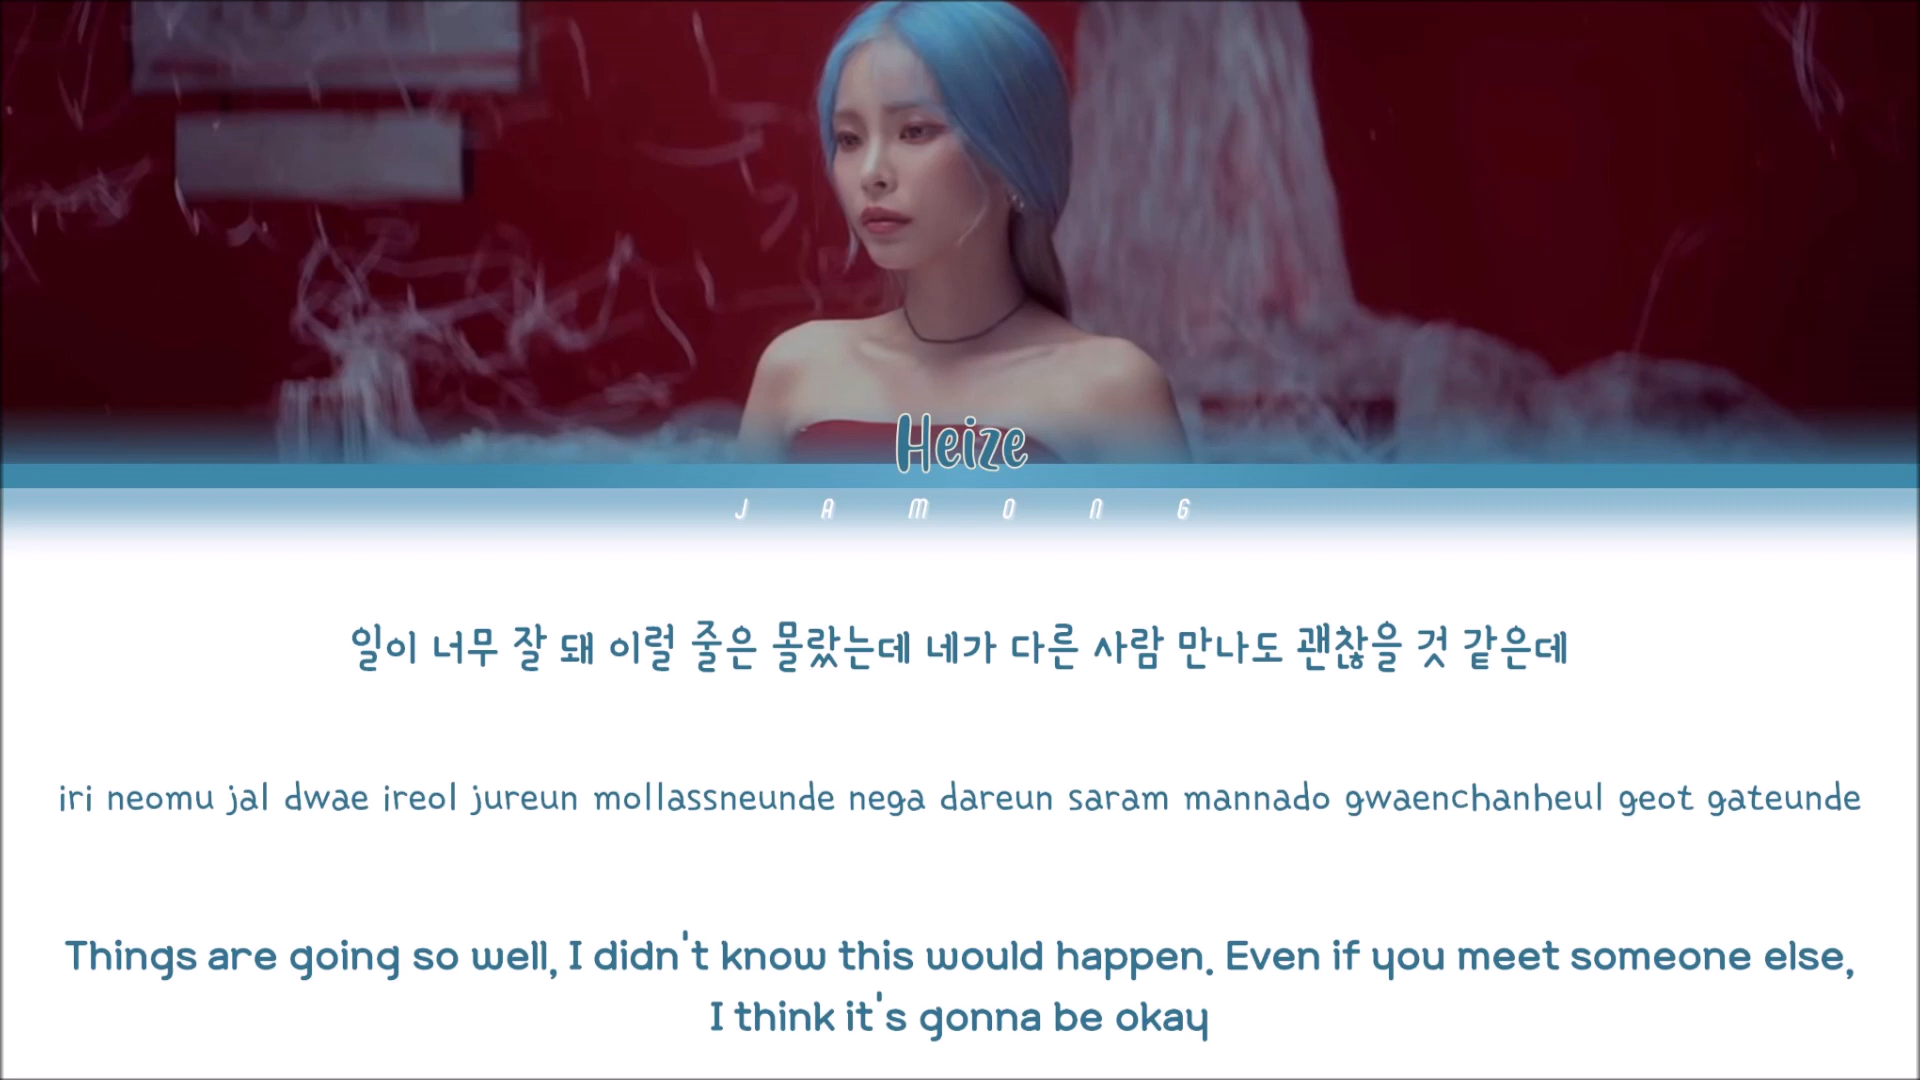 Heize
JAMONG
일이 너무 잘 돼 이럴 줄은 몰랐는데 네가 다른 사람 만나도 괜찮을 것 같은데
iri neomu jal dwae ireol jureun mollassneunde nega dareun saram mannado gwaenchanheul geot gateunde
Things are going so well, I didn't know this would happen. Even if you meet someone else,
I think it's gonna be okay